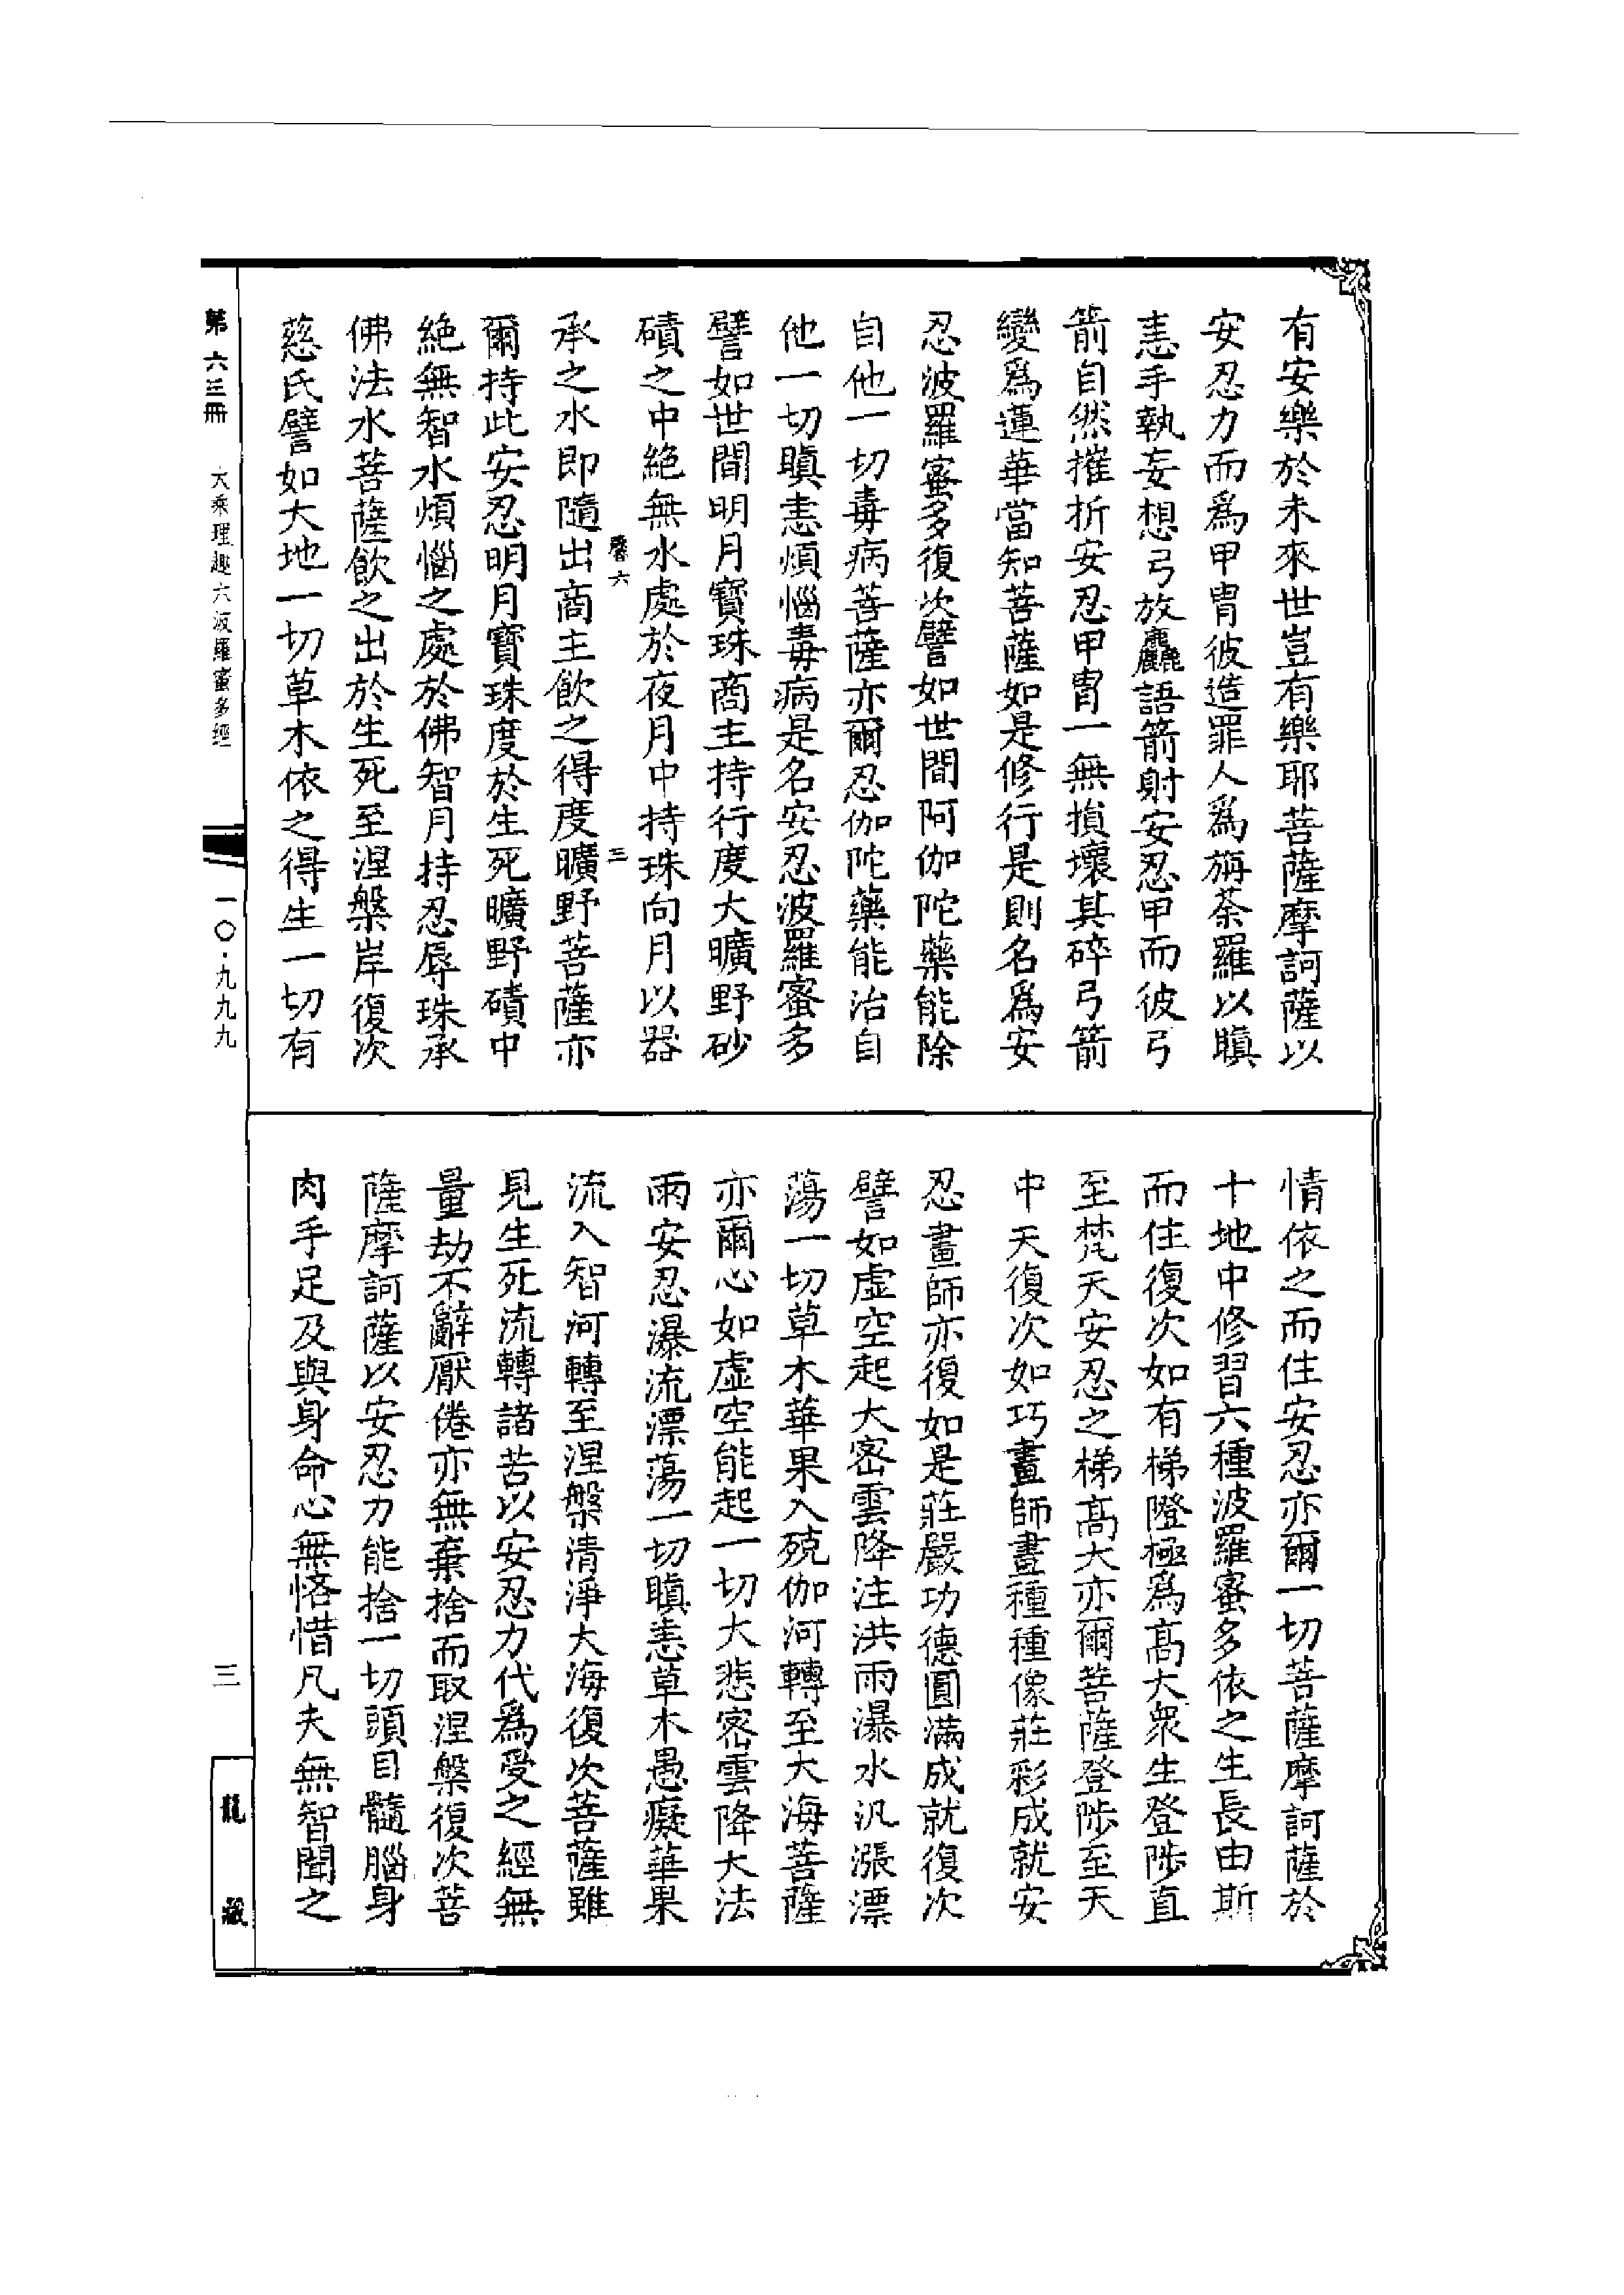 有安樂於未來世豈有樂耶菩薩摩訶薩以
安忍力而爲甲冑彼造罪人爲旃荼羅以瞋
恚手執妄想弓放麤語箭射安忍甲而彼弓
箭自然摧折安忍甲冑一無損壞其碎弓箭
變爲蓮華當知菩薩如是修行是則名爲安
忍波羅蜜多復次譬如世間阿伽陀藥能除
自他一切毒病菩薩亦爾忍伽陀藥能治自
他一切瞋恚煩惱毒病是名安忍波羅蜜多
譬如世間明月寶珠商主持行度大曠野砂
磧之中絶無水處於夜月中持珠向月以器
六 三
承之水即隨出商主飲之得度曠野菩薩亦
爾持此安忍明月寶珠度於生死曠野磧中
絶無智水煩惱之處於佛智月持忍辱珠承
佛法水菩薩飲之出於生死至涅槃岸復次
慈氏譬如大地一切草木依之得生一切有
情依之而住安忍亦爾一切菩薩摩訶薩於
十地中修習六種波羅蜜多依之生長由斯
而住復次如有梯隥極爲髙大衆生登陟直
至梵天安忍之梯髙大亦爾菩薩登陟至天
中天復次如巧畫師畫種種像莊彩成就安
忍畫師亦復如是莊嚴功德圓滿成就復次
譬如虛空起大密雲降注洪雨瀑水汎漲漂
蕩一切草木華果入殑伽河轉至大海菩薩
亦爾心如虛空能起一切大悲密雲降大法
雨安忍瀑流漂蕩一切瞋恚草木愚癡華果
流入智河轉至涅槃清淨大海復次菩薩雖
見生死流轉諸苦以安忍力代爲受之經無
量劫不辭厭倦亦無棄捨而取涅槃復次菩
薩摩訶薩以安忍力能捨一切頭目髓腦身
肉手足及與身命心無悋惜凡夫無智聞之
第六三冊 大乘理趣六波羅蜜多經 一〇·九九九 三 龍藏